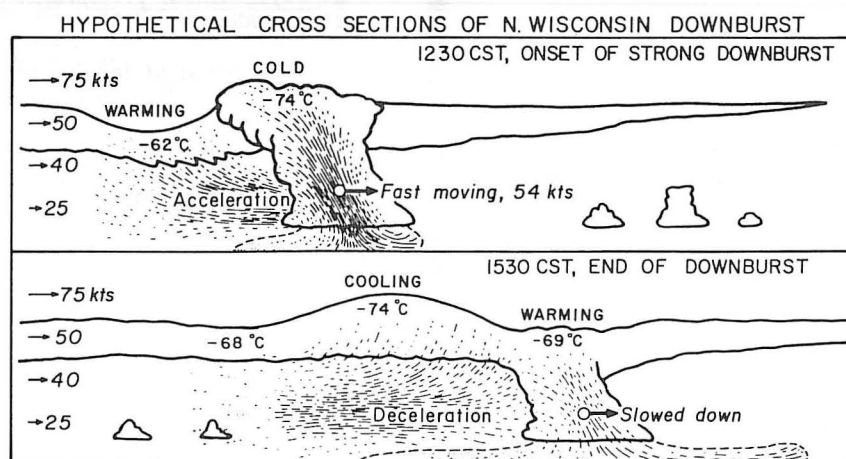 HYPOTHETICAL CROSS SECTIONS OF N. WISCONSIN DOWNBURST
1230 CST, ONSET OF STRONG DOWNBURST
→75 kts
COLD
-74°C
WARMING
→50
-62°C
→40
Acceleration
Fast moving, 54 kts
→25
1530 CST, END OF DOWNBURST
COOLING
→75 kts
-74°C
WARMING
→50
-68°C
-69°C
→40
→25
Deceleration
Slowed down